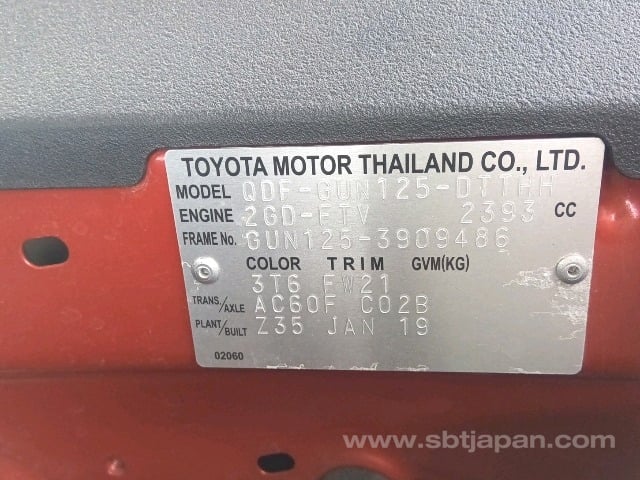 TOYOTA MOTOR THAILAND CO., LTD.
MODEL QDF-GUN125-DTTHH
ENGINE 2GD-FTV 2393 CC
FRAME No. GUN125-3909486
COLOR TRIM GVM(KG)
3T6 FW21
TRANS./AXLE AC60F C02B
PLANT/BUILT Z35 JAN 19
02060
www.sbtjapan.com